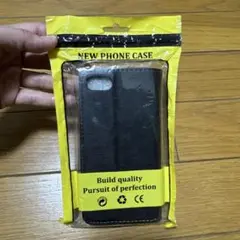 NEW PHONE CASE
Build quality
Pursuit of perfection